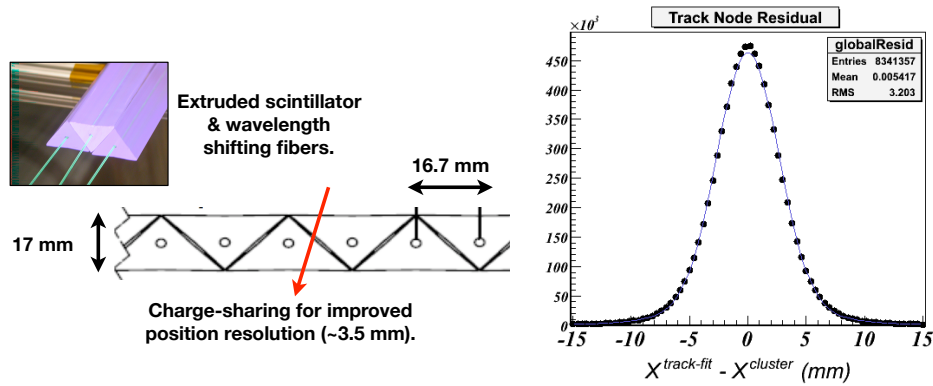 Extruded scintillator
& wavelength
shifting fibers.
16.7 mm
17 mm
Charge-sharing for improved
position resolution (~3.5 mm).
Track Node Residual
×10³
globalResid
Entries 8341357
Mean 0.005417
RMS 3.203
450
400
350
300
250
200
150
100
50
0
-15 -10 -5 0 5 10 15
X^track-fit - X^cluster (mm)